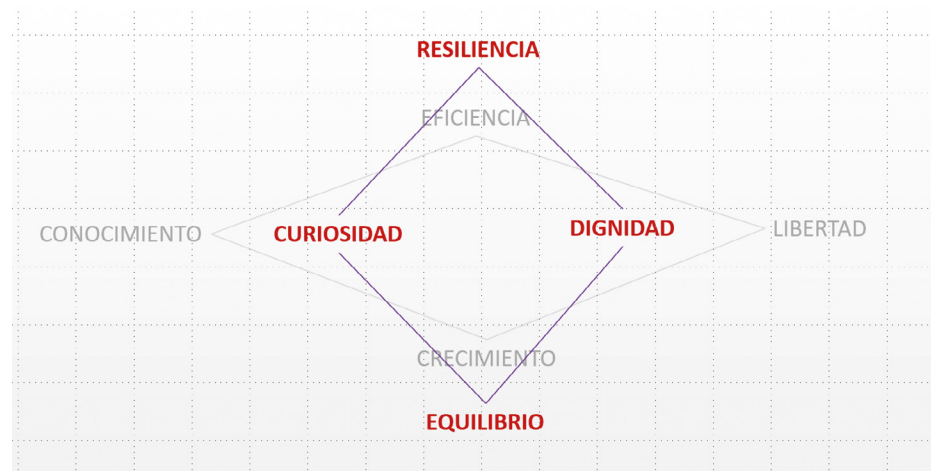 RESILIENCIA
EFICIENCIA
CONOCIMIENTO
CURIOSIDAD
DIGNIDAD
LIBERTAD
CRECIMIENTO
EQUILIBRIO